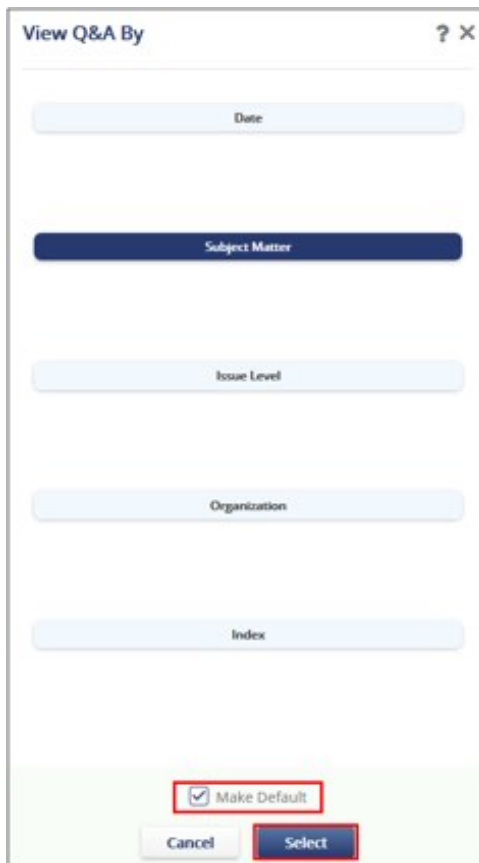 View Q&A By
Date
Subject Matter
Issue Level
Organization
Index
Make Default
Cancel Select